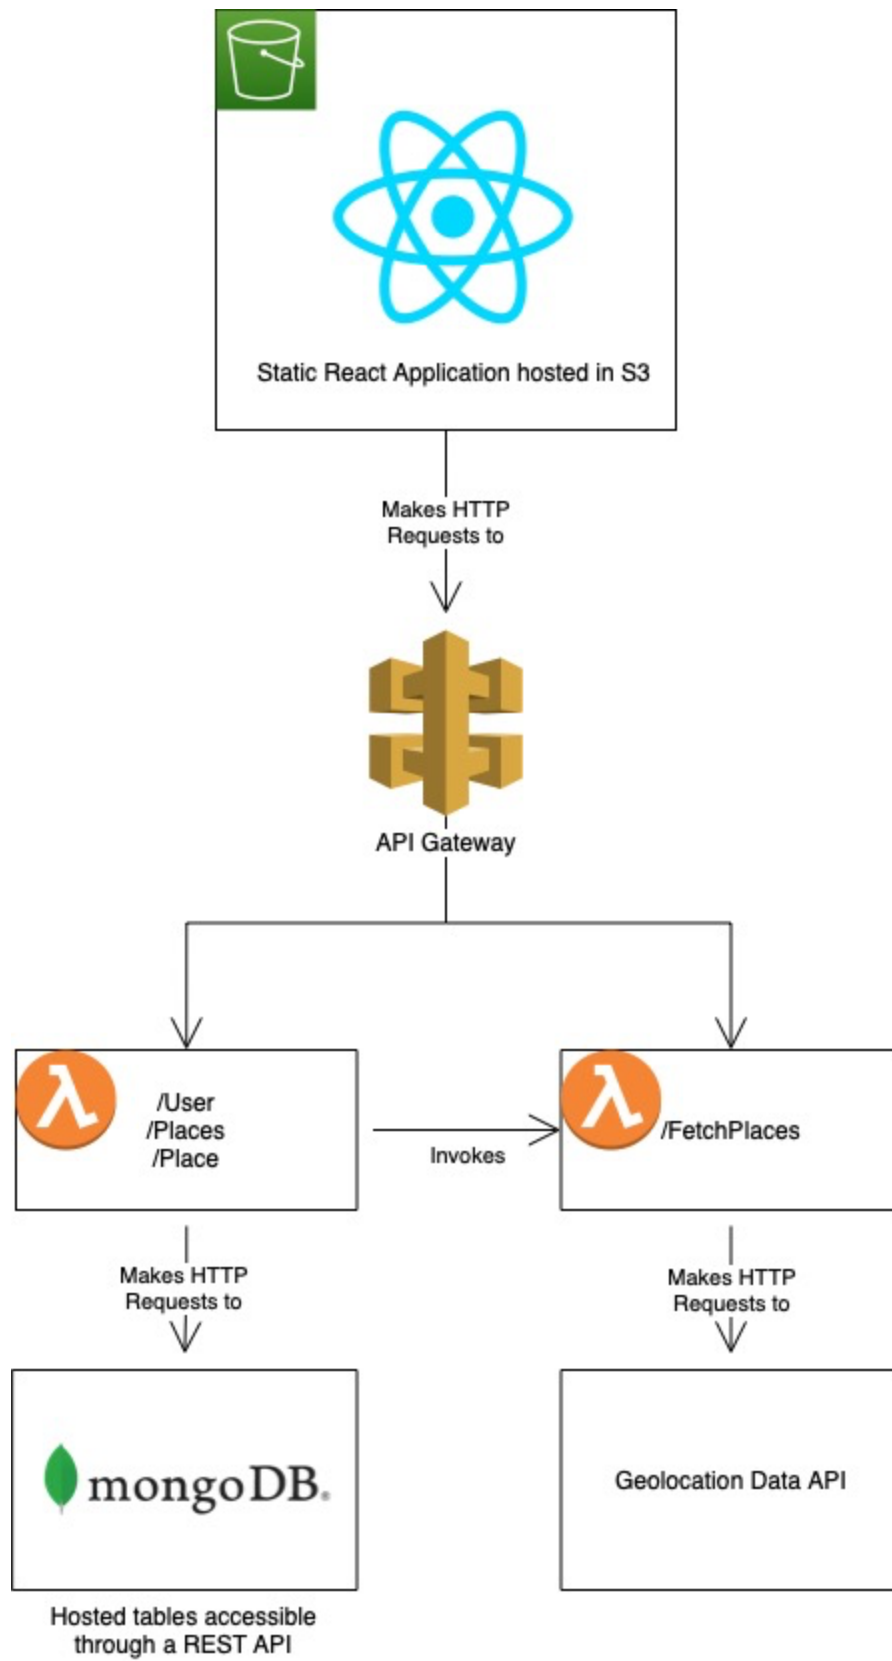 Static React Application hosted in S3
Makes HTTP
Requests to
API Gateway
/User
/Places
/Place
Invokes
/FetchPlaces
Makes HTTP
Requests to
Makes HTTP
Requests to
mongoDB®
Geolocation Data API
Hosted tables accessible
through a REST API